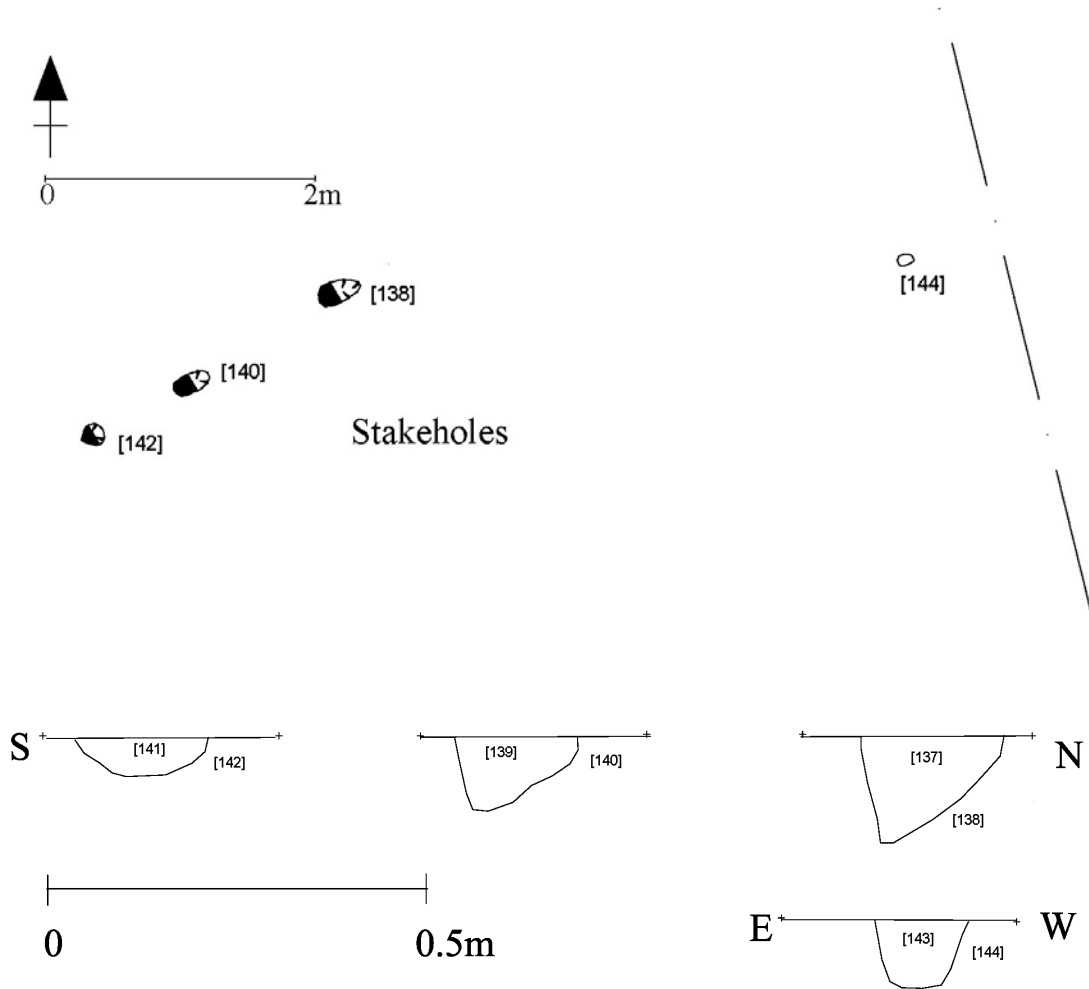 0 2m
[138]
[144]
[140]
[142]
Stakeholes
S [141] [142] [139] [140] [137] [138] N
0 0.5m
E [143] [144] W